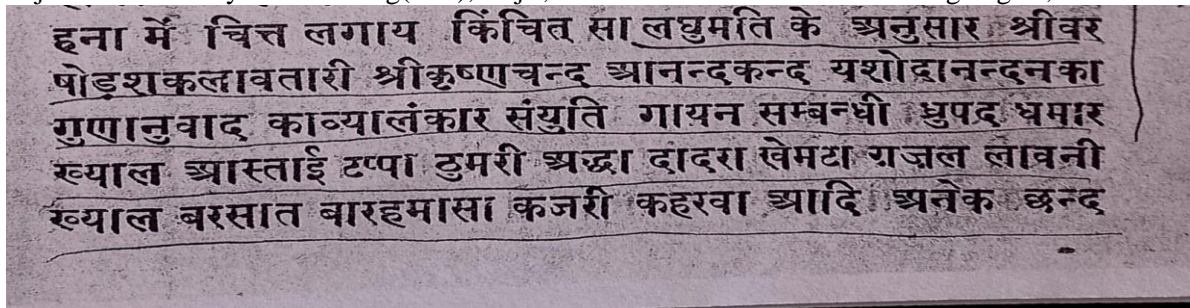 हना में चित्त लगाय किंचित सा लघुमति के अनुसार श्रीवर
षोड़शकलावतारी श्रीकृष्णचन्द आनन्दकन्द यशोदानन्दनका
गुणानुवाद काव्यालंकार संयुति गायन सम्बन्धी ध्रुपद धमार
ख्याल आस्ताई टप्पा ठुमरी अद्धा दादरा खेमटा ग़जल लावनी
ख्याल बरसात बारहमासा कजरी कहरवा आदि अनेक छन्द